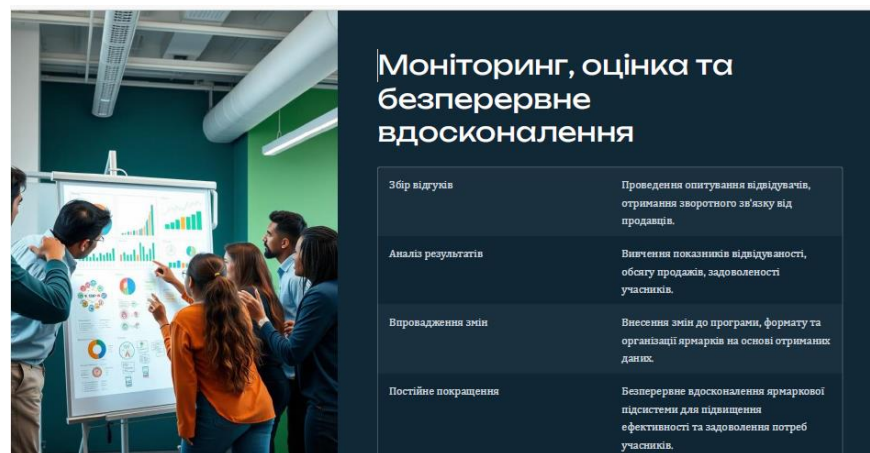 Моніторинг, оцінка та
безперервне
вдосконалення
Збір відгуків
Проведення опитування відвідувачів,
отримання зворотного зв'язку від
продавців.
Аналіз результатів
Вивчення показників відвідуваності,
обсягу продажів, задоволеності
учасників.
Впровадження змін
Внесення змін до програми, формату та
організації ярмарків на основі отриманих
даних.
Постійне покращення
Безперервне вдосконалення ярмаркової
підсистеми для підвищення
ефективності та задоволення потреб
учасників.